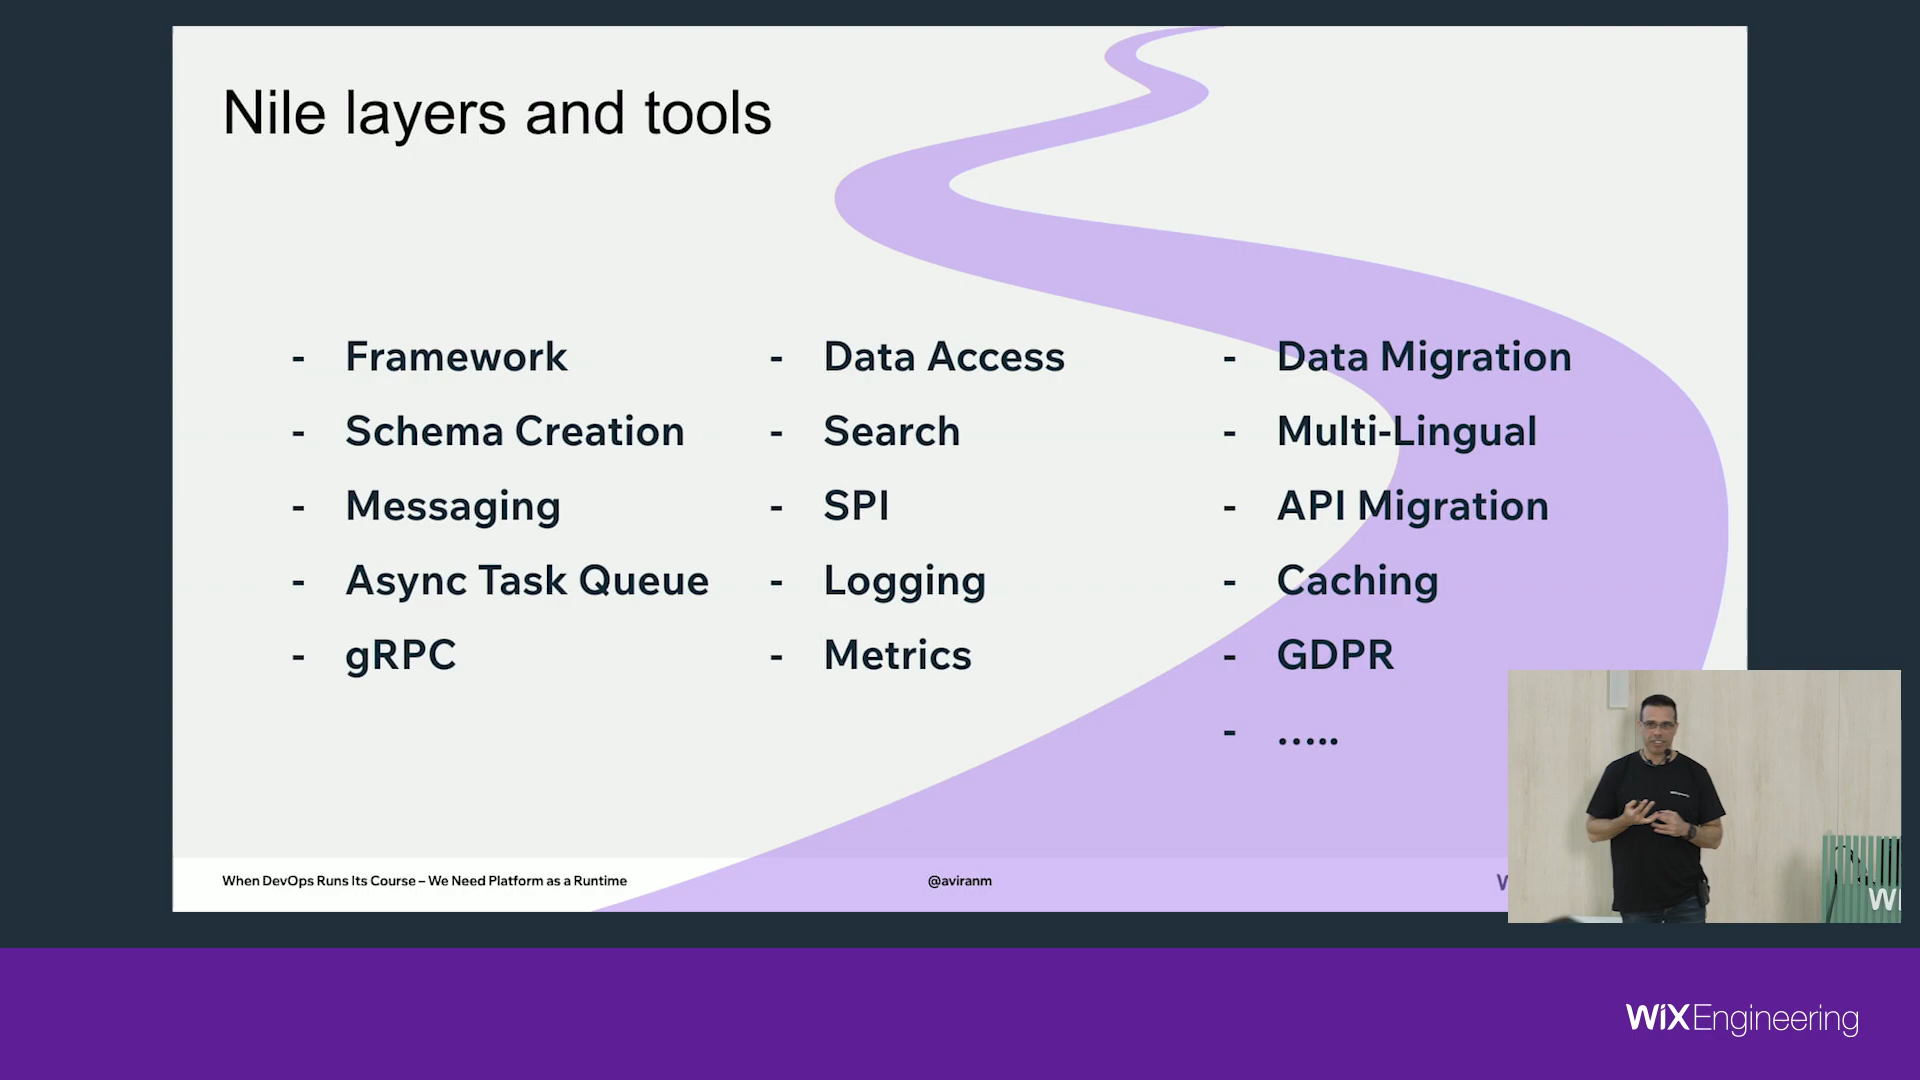 Nile layers and tools
- Framework
- Schema Creation
- Messaging
- Async Task Queue
- gRPC
- Data Access
- Search
- SPI
- Logging
- Metrics
- Data Migration
- Multi-Lingual
- API Migration
- Caching
- GDPR
- .....
When DevOps Runs Its Course – We Need Platform as a Runtime
@aviranm
W
WiX
WiXEngineering